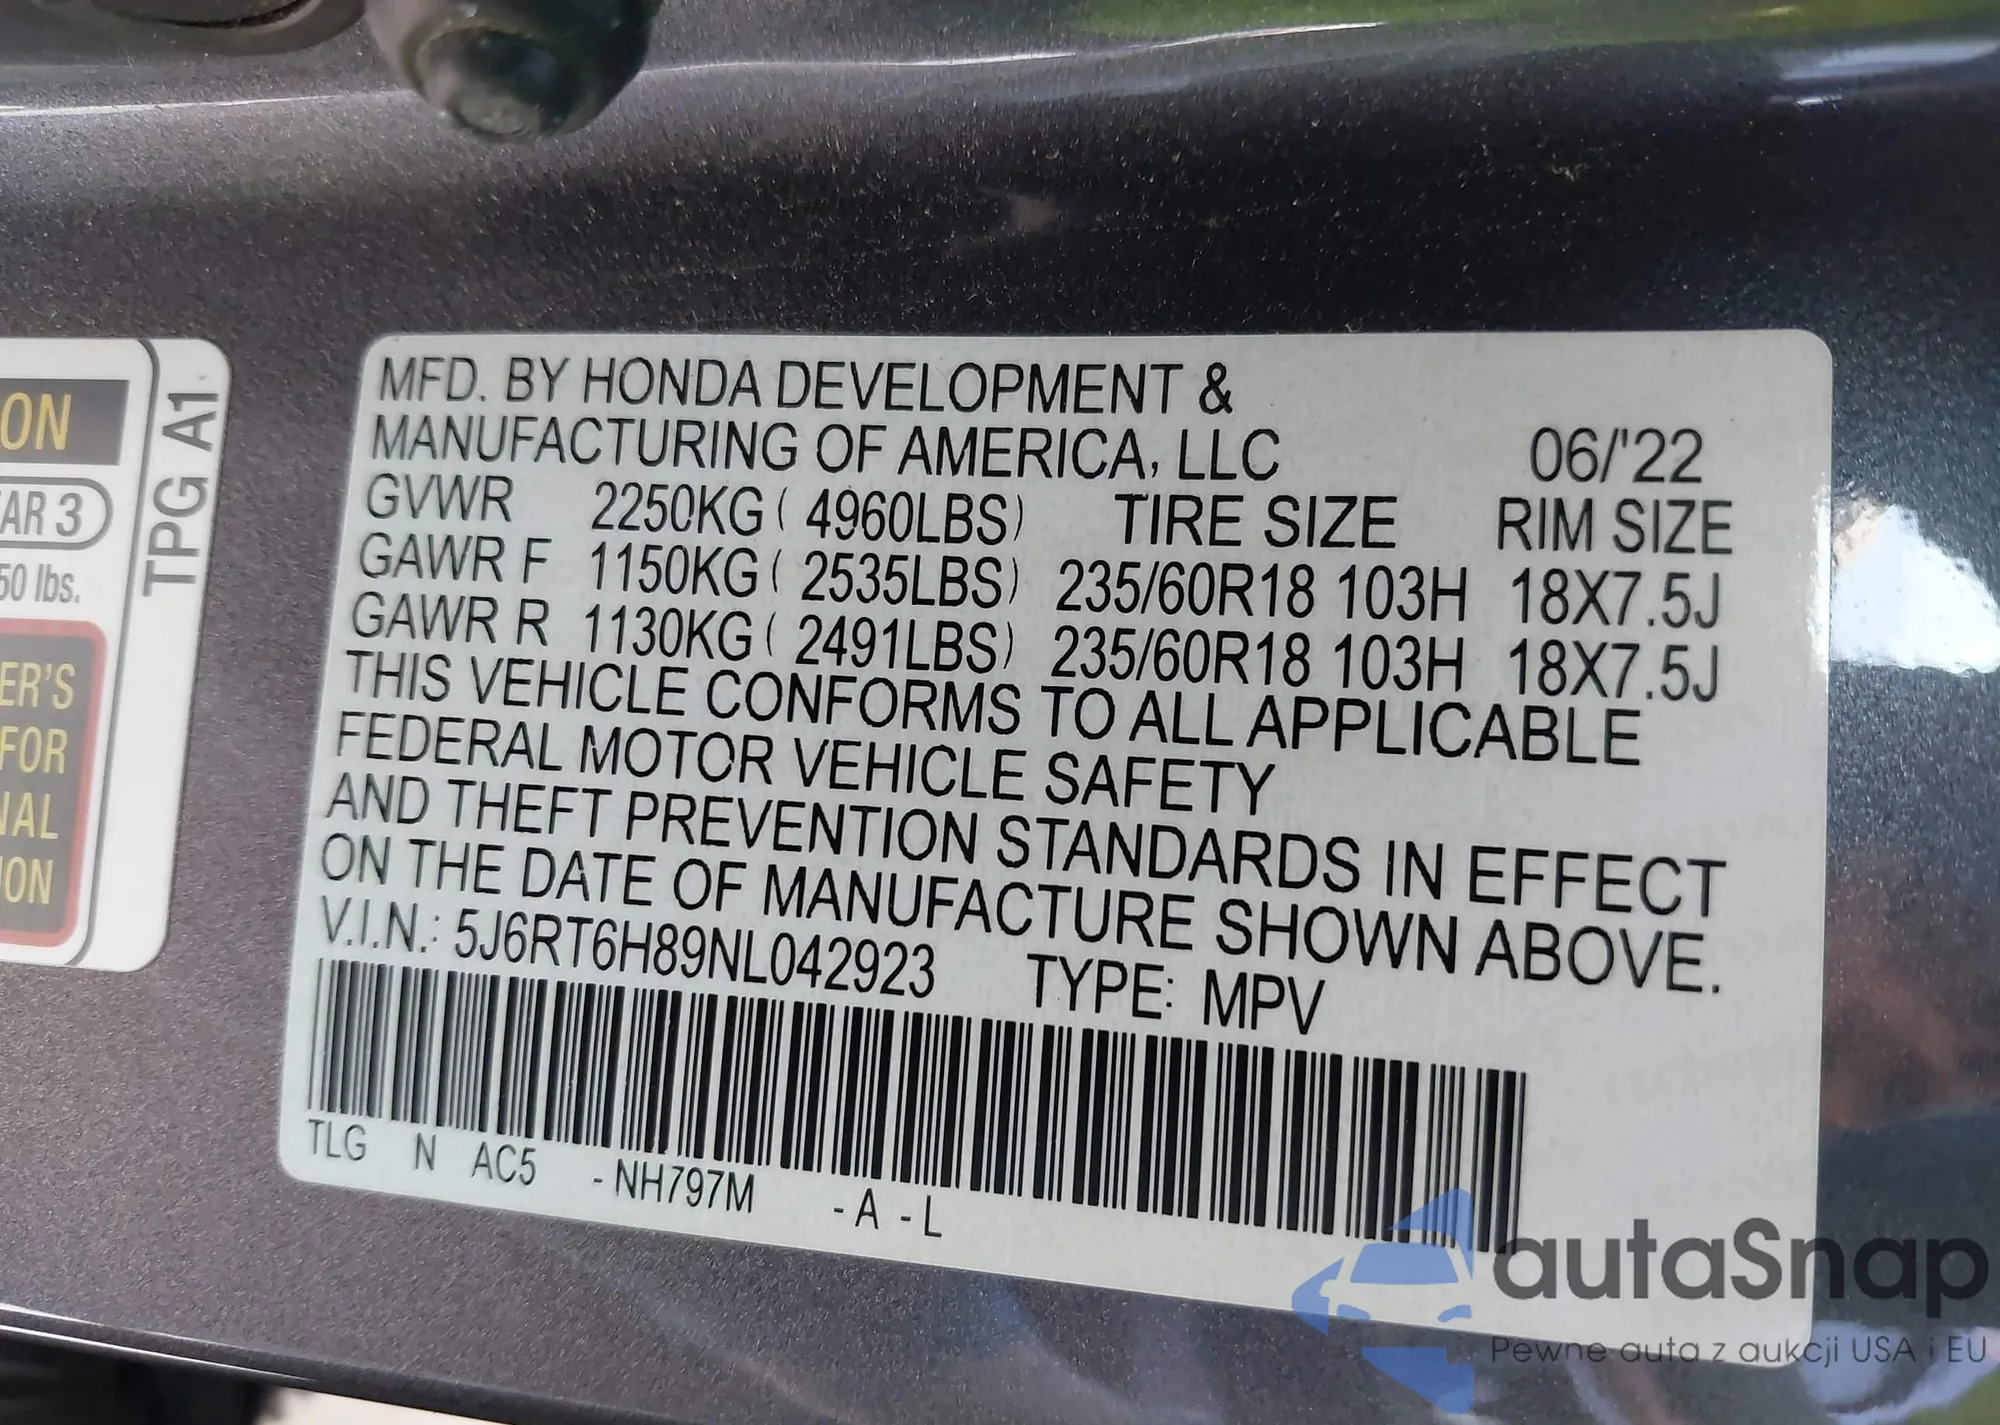 MFD. BY HONDA DEVELOPMENT &
MANUFACTURING OF AMERICA, LLC 06/'22
GVWR 2250KG ( 4960LBS) TIRE SIZE RIM SIZE
GAWR F 1150KG ( 2535LBS) 235/60R18 103H 18X7.5J
GAWR R 1130KG ( 2491LBS) 235/60R18 103H 18X7.5J
THIS VEHICLE CONFORMS TO ALL APPLICABLE
FEDERAL MOTOR VEHICLE SAFETY
AND THEFT PREVENTION STANDARDS IN EFFECT
ON THE DATE OF MANUFACTURE SHOWN ABOVE.
V.I.N.: 5J6RT6H89NL042923 TYPE: MPV
TLG N AC5 - NH797M - A - L
TPG A1
ON
AR 3
50 lbs.
ER'S
FOR
NAL
ION
autaSnap
Pewne auta z aukcji USA i EU